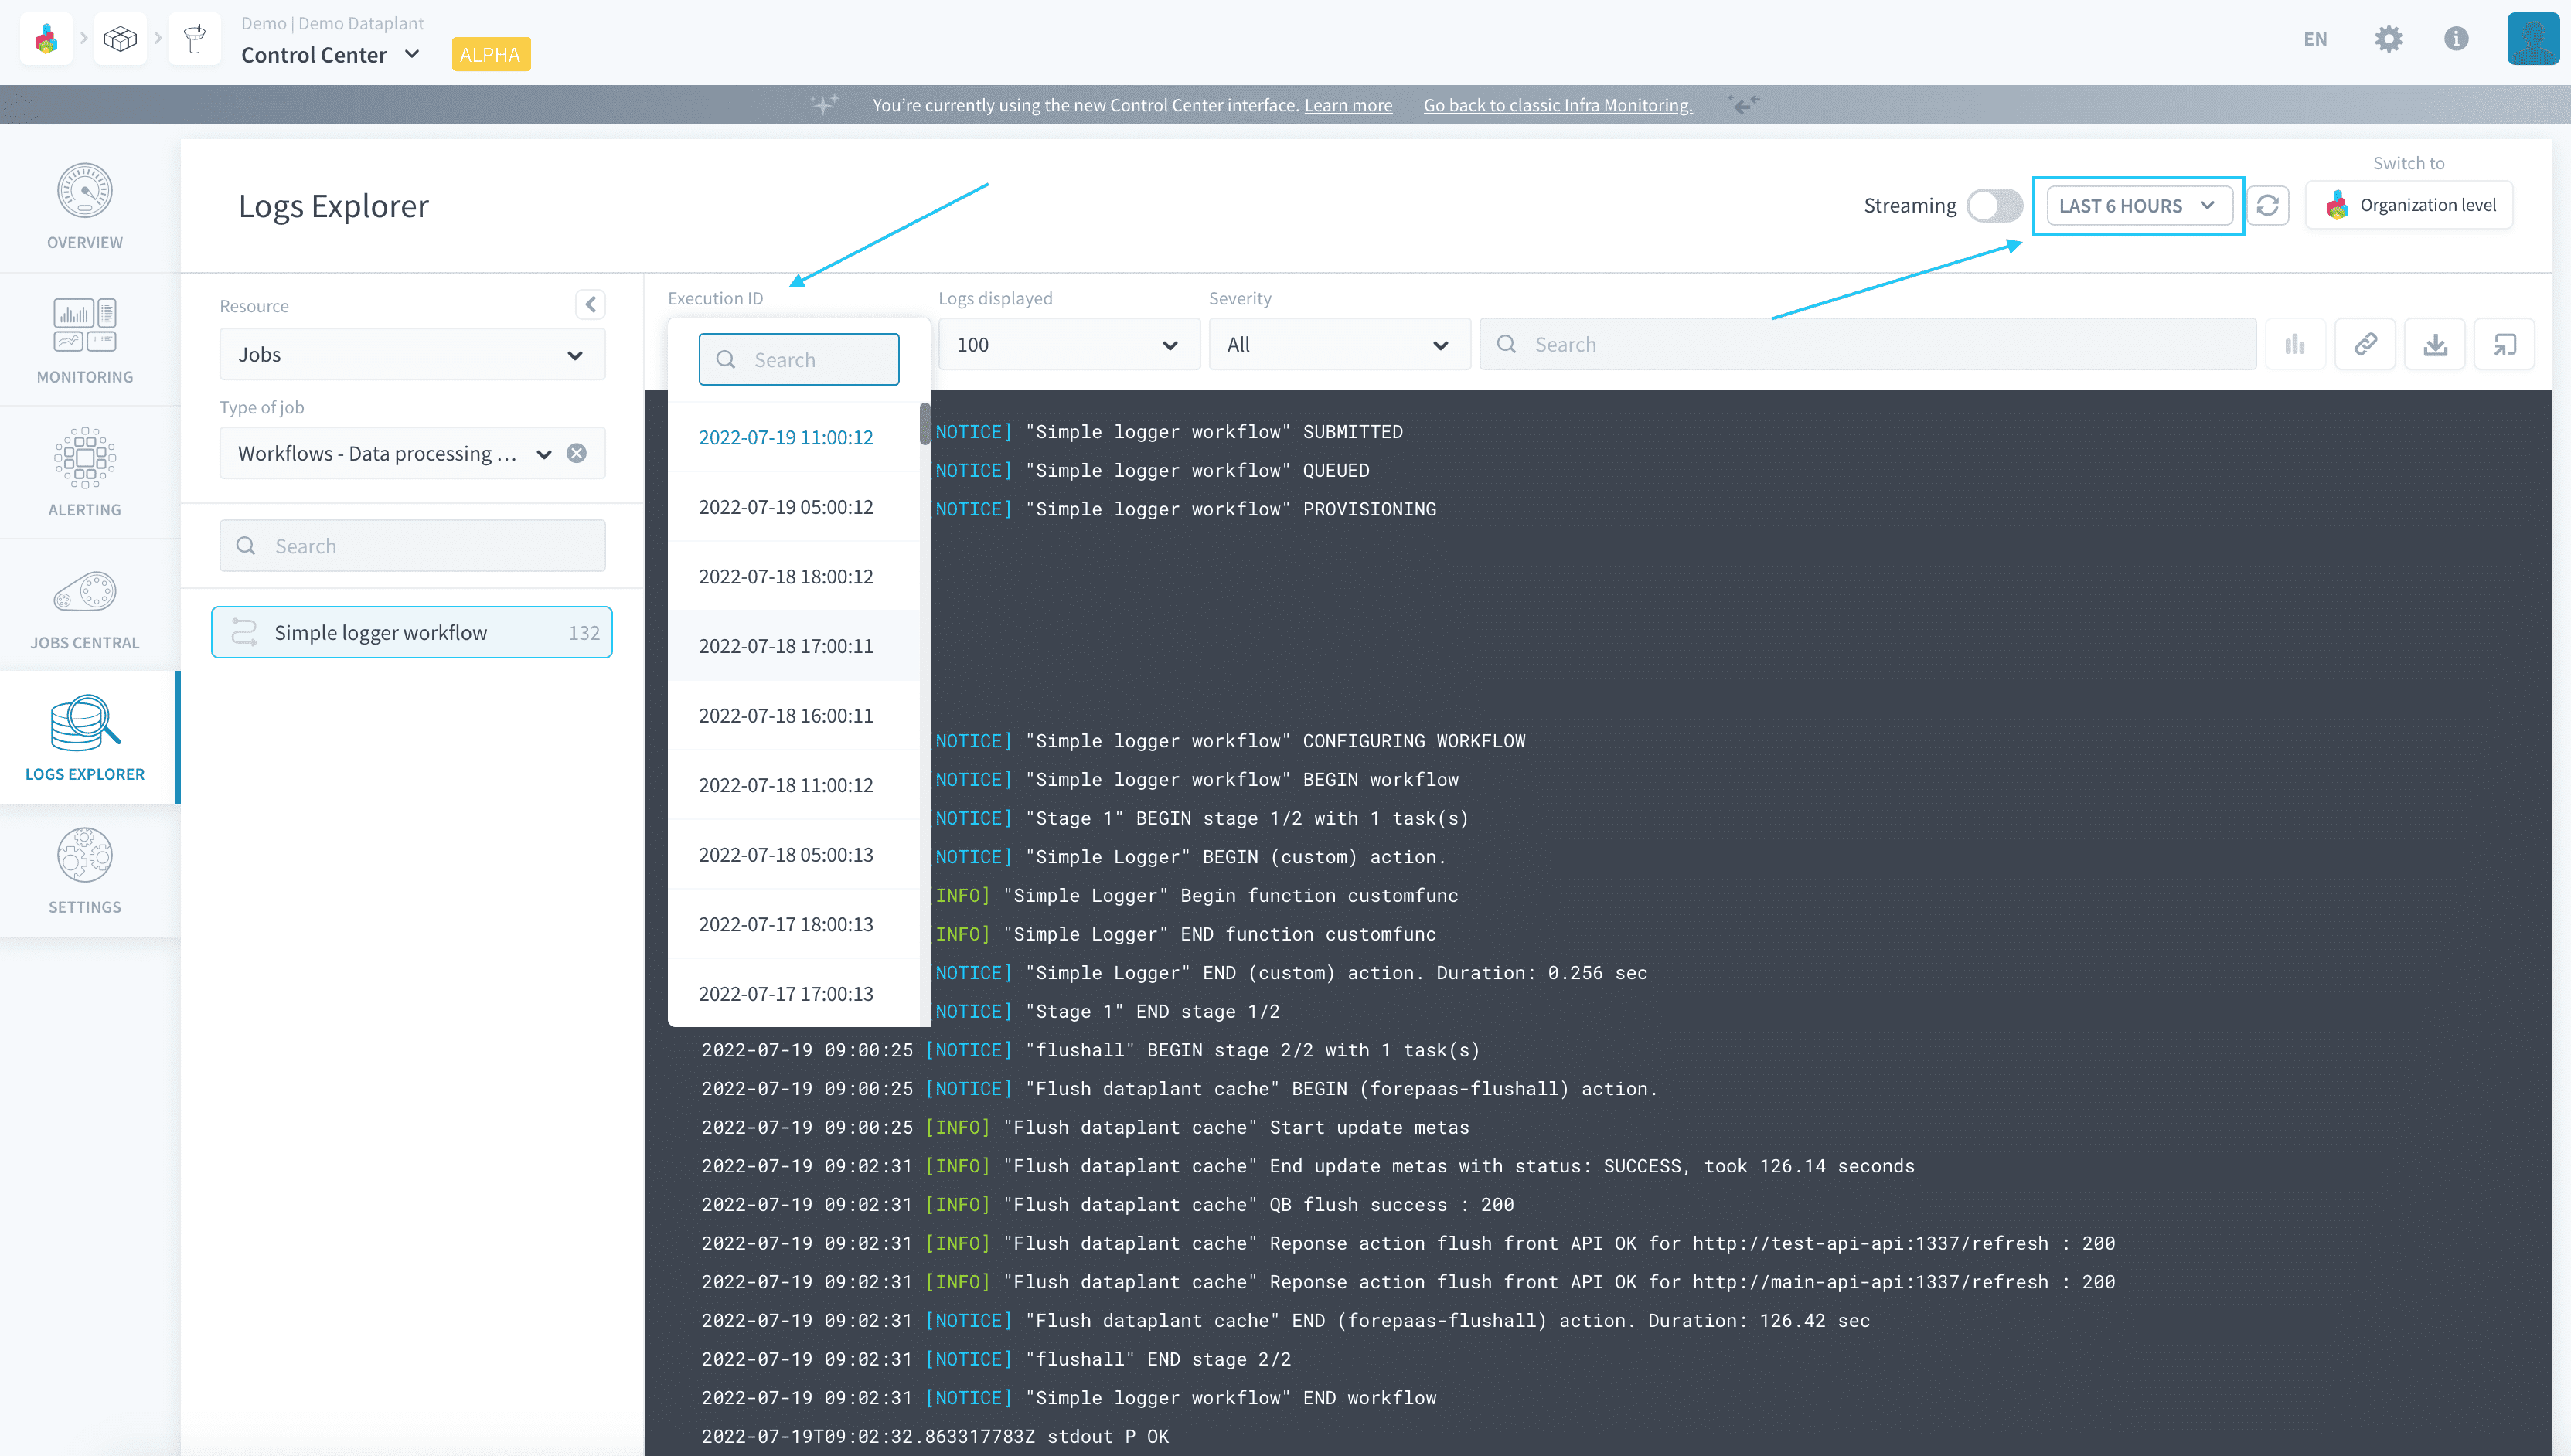 Demo | Demo Dataplant
Control Center
ALPHA
EN
You're currently using the new Control Center interface. Learn more Go back to classic Infra Monitoring.
OVERVIEW
MONITORING
ALERTING
JOBS CENTRAL
LOGS EXPLORER
SETTINGS
Logs Explorer
Streaming
LAST 6 HOURS
Switch to
Organization level
Resource
Jobs
Type of job
Workflows - Data processing ...
Search
Simple logger workflow 132
Execution ID
Search
2022-07-19 11:00:12
2022-07-19 05:00:12
2022-07-18 18:00:12
2022-07-18 17:00:11
2022-07-18 16:00:11
2022-07-18 11:00:12
2022-07-18 05:00:13
2022-07-17 18:00:13
2022-07-17 17:00:13
Logs displayed
100
Severity
All
Search
[NOTICE] "Simple logger workflow" SUBMITTED
[NOTICE] "Simple logger workflow" QUEUED
[NOTICE] "Simple logger workflow" PROVISIONING
[NOTICE] "Simple logger workflow" CONFIGURING WORKFLOW
[NOTICE] "Simple logger workflow" BEGIN workflow
[NOTICE] "Stage 1" BEGIN stage 1/2 with 1 task(s)
[NOTICE] "Simple Logger" BEGIN (custom) action.
[INFO] "Simple Logger" Begin function customfunc
[INFO] "Simple Logger" END function customfunc
[NOTICE] "Simple Logger" END (custom) action. Duration: 0.256 sec
[NOTICE] "Stage 1" END stage 1/2
2022-07-19 09:00:25 [NOTICE] "flushall" BEGIN stage 2/2 with 1 task(s)
2022-07-19 09:00:25 [NOTICE] "Flush dataplant cache" BEGIN (forepaas-flushall) action.
2022-07-19 09:00:25 [INFO] "Flush dataplant cache" Start update metas
2022-07-19 09:02:31 [INFO] "Flush dataplant cache" End update metas with status: SUCCESS, took 126.14 seconds
2022-07-19 09:02:31 [INFO] "Flush dataplant cache" QB flush success : 200
2022-07-19 09:02:31 [INFO] "Flush dataplant cache" Reponse action flush front API OK for http://test-api-api:1337/refresh : 200
2022-07-19 09:02:31 [INFO] "Flush dataplant cache" Reponse action flush front API OK for http://main-api-api:1337/refresh : 200
2022-07-19 09:02:31 [NOTICE] "Flush dataplant cache" END (forepaas-flushall) action. Duration: 126.42 sec
2022-07-19 09:02:31 [NOTICE] "flushall" END stage 2/2
2022-07-19 09:02:31 [NOTICE] "Simple logger workflow" END workflow
2022-07-19T09:02:32.863317783Z stdout P OK